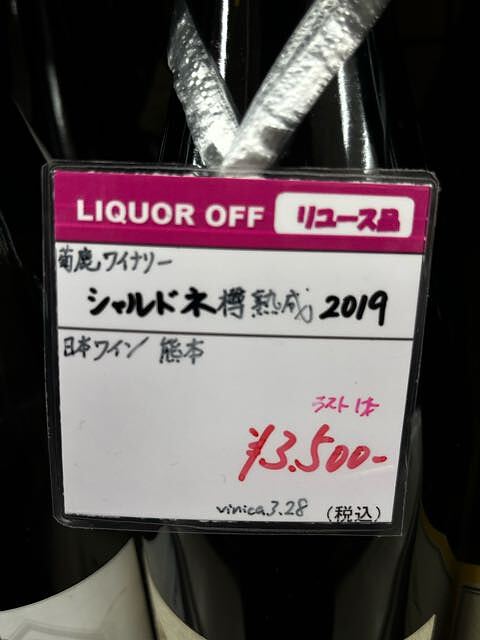 LIQUOR OFF リユース品
菊鹿ワイナリー
シャルドネ樽熟成 2019
日本ワイン/熊本
ラスト1本
¥3.500-
vinica 3.28 (税込)